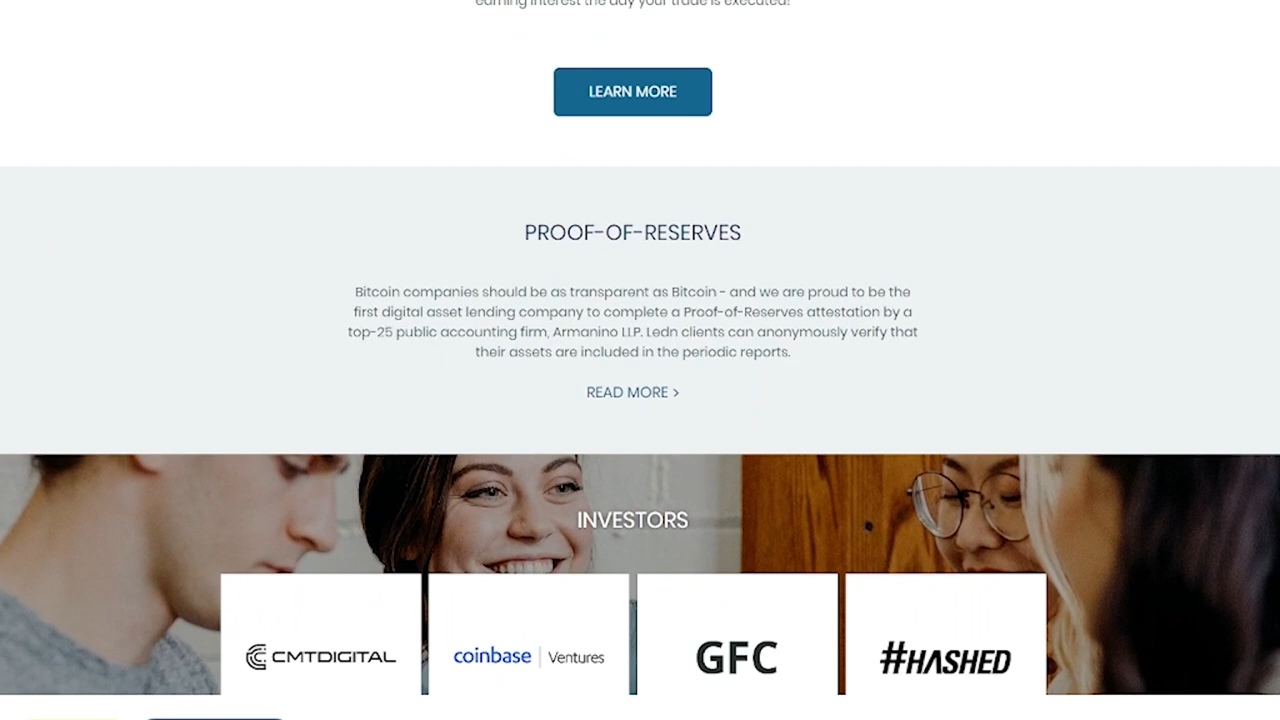 earning interest the day your trade is executed!
LEARN MORE
PROOF-OF-RESERVES
Bitcoin companies should be as transparent as Bitcoin - and we are proud to be the
first digital asset lending company to complete a Proof-of-Reserves attestation by a
top-25 public accounting firm, Armanino LLP. Ledn clients can anonymously verify that
their assets are included in the periodic reports.
READ MORE >
INVESTORS
CMTDIGITAL
coinbase | Ventures
GFC
#HASHED